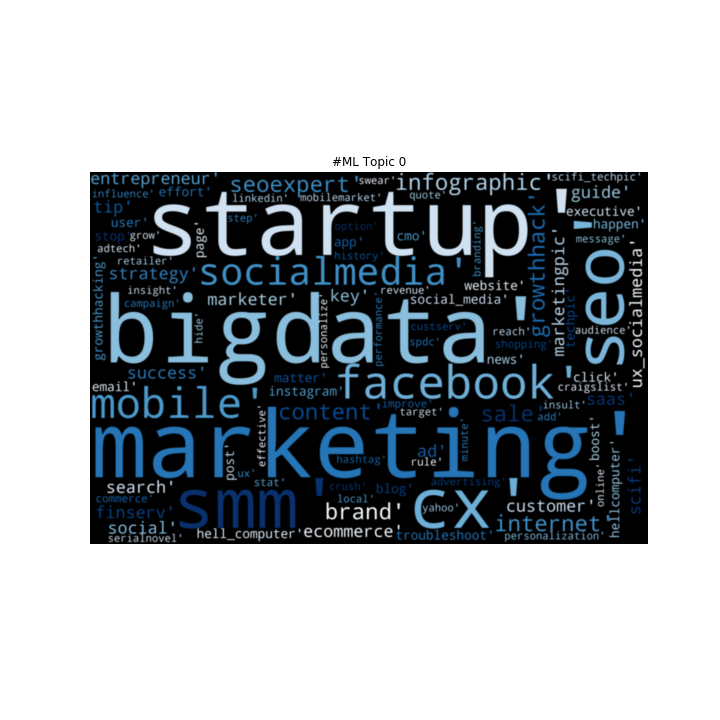 #ML Topic 0
entrepreneur'
seoexpert'
swear'
infographic'
scifi_techpic'
influence'
effort'
linkedin'
mobilemarket'
quote'
guide'
tip
startup'
executive'
user'
step'
option'
happen'
stop
grow'
page'
app'
cmo'
branding'
growthhack'
marketingpic'
message'
seo'
adtech'
history'
retailer'
strategy'
socialmedia'
website'
techpic'
ux_socialmedia'
growthhacking'
insight'
marketer'
key'
revenue'
social_media'
campaign'
bigdata'
hide'
personalize'
performance'
custserv'
reach'
audience'
spdc'
shopping'
news'
success'
matter'
facebook'
click'
craigslist'
email'
instagram'
saas'
mobile'
content'
improve'
target'
sale'
insult'
add'
effective'
marketing'
minute'
boost'
post'
hashtag'
ad'
rule'
ux'
stat'
crush'
blog'
advertising'
search'
smm'
local'
cx'
yahoo'
online'
hellcomputer'
scifi'
commerce'
finserv'
brand'
customer'
social'
internet'
serialnovel'
hell_computer'
ecommerce'
troubleshoot'
personalization'